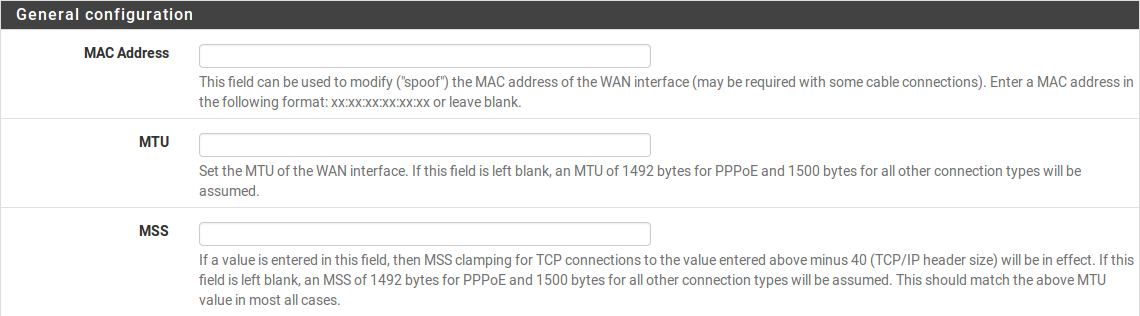 General configuration
MAC Address
This field can be used to modify ("spoof") the MAC address of the WAN interface (may be required with some cable connections). Enter a MAC address in
the following format: xx:xx:xx:xx:xx:xx or leave blank.
MTU
Set the MTU of the WAN interface. If this field is left blank, an MTU of 1492 bytes for PPPoE and 1500 bytes for all other connection types will be
assumed.
MSS
If a value is entered in this field, then MSS clamping for TCP connections to the value entered above minus 40 (TCP/IP header size) will be in effect. If this
field is left blank, an MSS of 1492 bytes for PPPoE and 1500 bytes for all other connection types will be assumed. This should match the above MTU
value in most all cases.